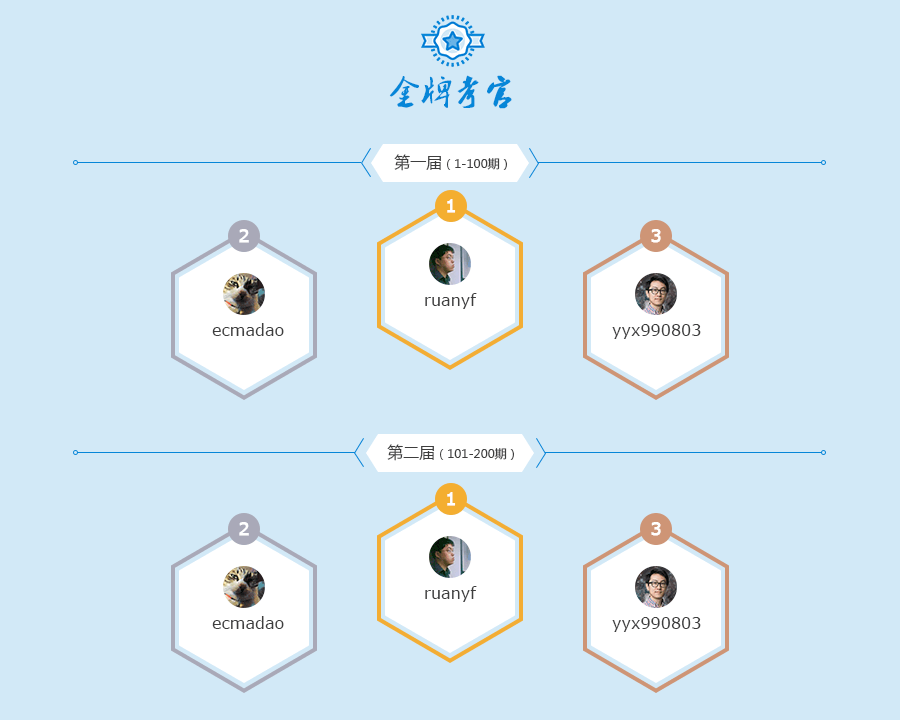 金牌考官
第一届（1-100期）
2
1
3
ecmadao
ruanyf
yyx990803
第二届（101-200期）
2
1
3
ecmadao
ruanyf
yyx990803